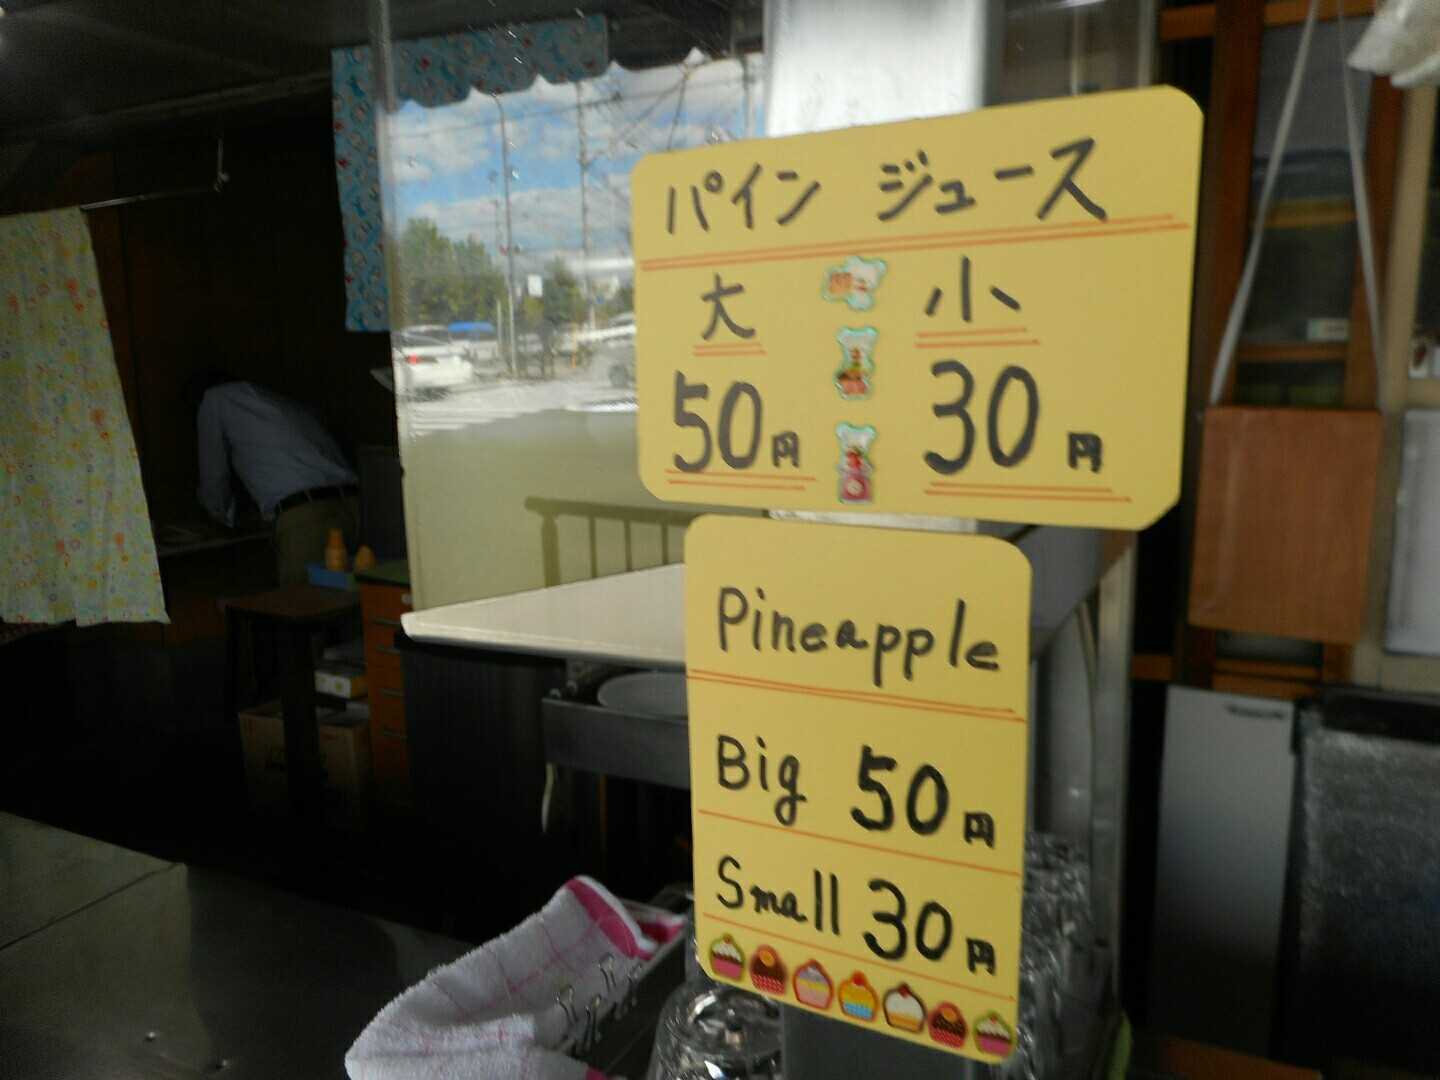 パイン ジュース
大 小
50円 30円
Pineapple
Big 50円
Small 30円